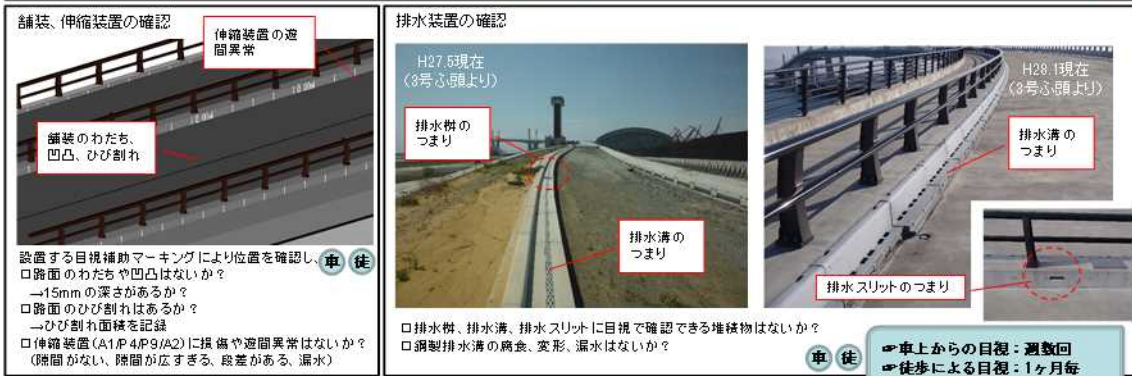 舗装、伸縮装置の確認
伸縮装置の遊
間異常
舗装のわだち、
凹凸、ひび割れ
設置する目視補助マーキングにより位置を確認し、
車 徒
□路面のわだちや凹凸はないか？
→15mmの深さがあるか？
□路面のひび割れはあるか？
→ひび割れ面積を記録
□伸縮装置(A1/P4/P9/A2)に損傷や遊間異常はないか？
(隙間がない、隙間が広すぎる、段差がある、漏水)
排水装置の確認
H27.5現在
(3号ふ頭より)
排水桝の
つまり
排水溝の
つまり
H28.1現在
(3号ふ頭より)
排水溝の
つまり
排水スリットのつまり
□排水桝、排水溝、排水スリットに目視で確認できる堆積物はないか？
□鋼製排水溝の腐食、変形、漏水はないか？
車 徒
☞車上からの目視：週数回
☞徒歩による目視：1ヶ月毎